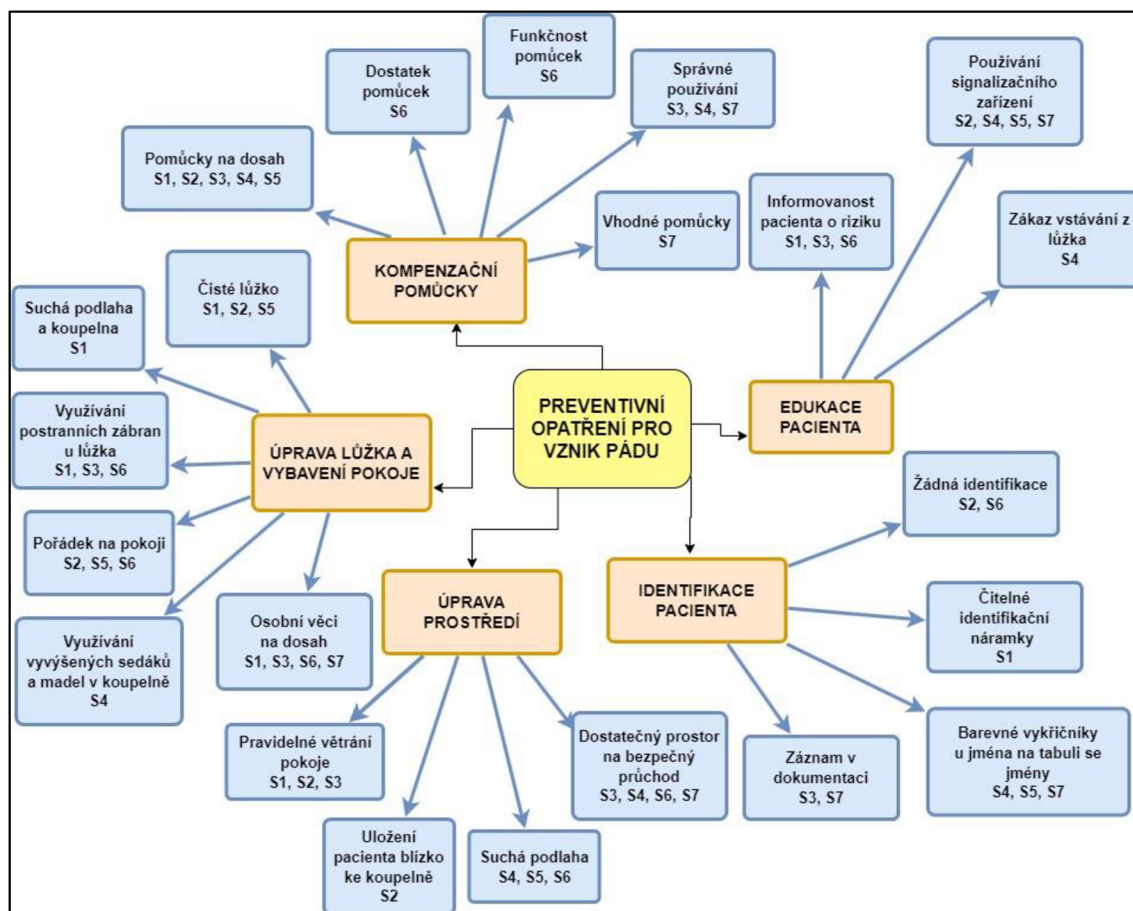 Funkčnost
pomůcek
S6
Dostatek
pomůcek
S6
Správné
používání
S3, S4, S7
Používání
signalizačního
zařízení
S2, S4, S5, S7
Pomůcky na dosah
S1, S2, S3, S4, S5
Vhodné pomůcky
S7
Informovanost
pacienta o riziku
S1, S3, S6
Zákaz vstávání z
lůžka
S4
KOMPENZAČNÍ
POMŮCKY
Čisté lůžko
S1, S2, S5
Suchá podlaha
a koupelna
S1
PREVENTIVNÍ
OPATŘENÍ PRO
VZNIK PÁDU
EDUKACE
PACIENTA
Využívání
postranních zábran
u lůžka
S1, S3, S6
ÚPRAVA LŮŽKA A
VYBAVENÍ POKOJE
Žádná identifikace
S2, S6
Pořádek na pokoji
S2, S5, S6
ÚPRAVA
PROSTŘEDÍ
IDENTIFIKACE
PACIENTA
Čitelné
identifikační
náramky
S1
Využívání
vyvýšených sedáků
a madel v koupelně
S4
Osobní věci
na dosah
S1, S3, S6, S7
Pravidelné větrání
pokoje
S1, S2, S3
Dostatečný prostor
na bezpečný
průchod
S3, S4, S6, S7
Záznam v
dokumentaci
S3, S7
Barevné vykřičníky
u jména na tabuli se
jmény
S4, S5, S7
Uložení
pacienta blízko
ke koupelně
S2
Suchá podlaha
S4, S5, S6